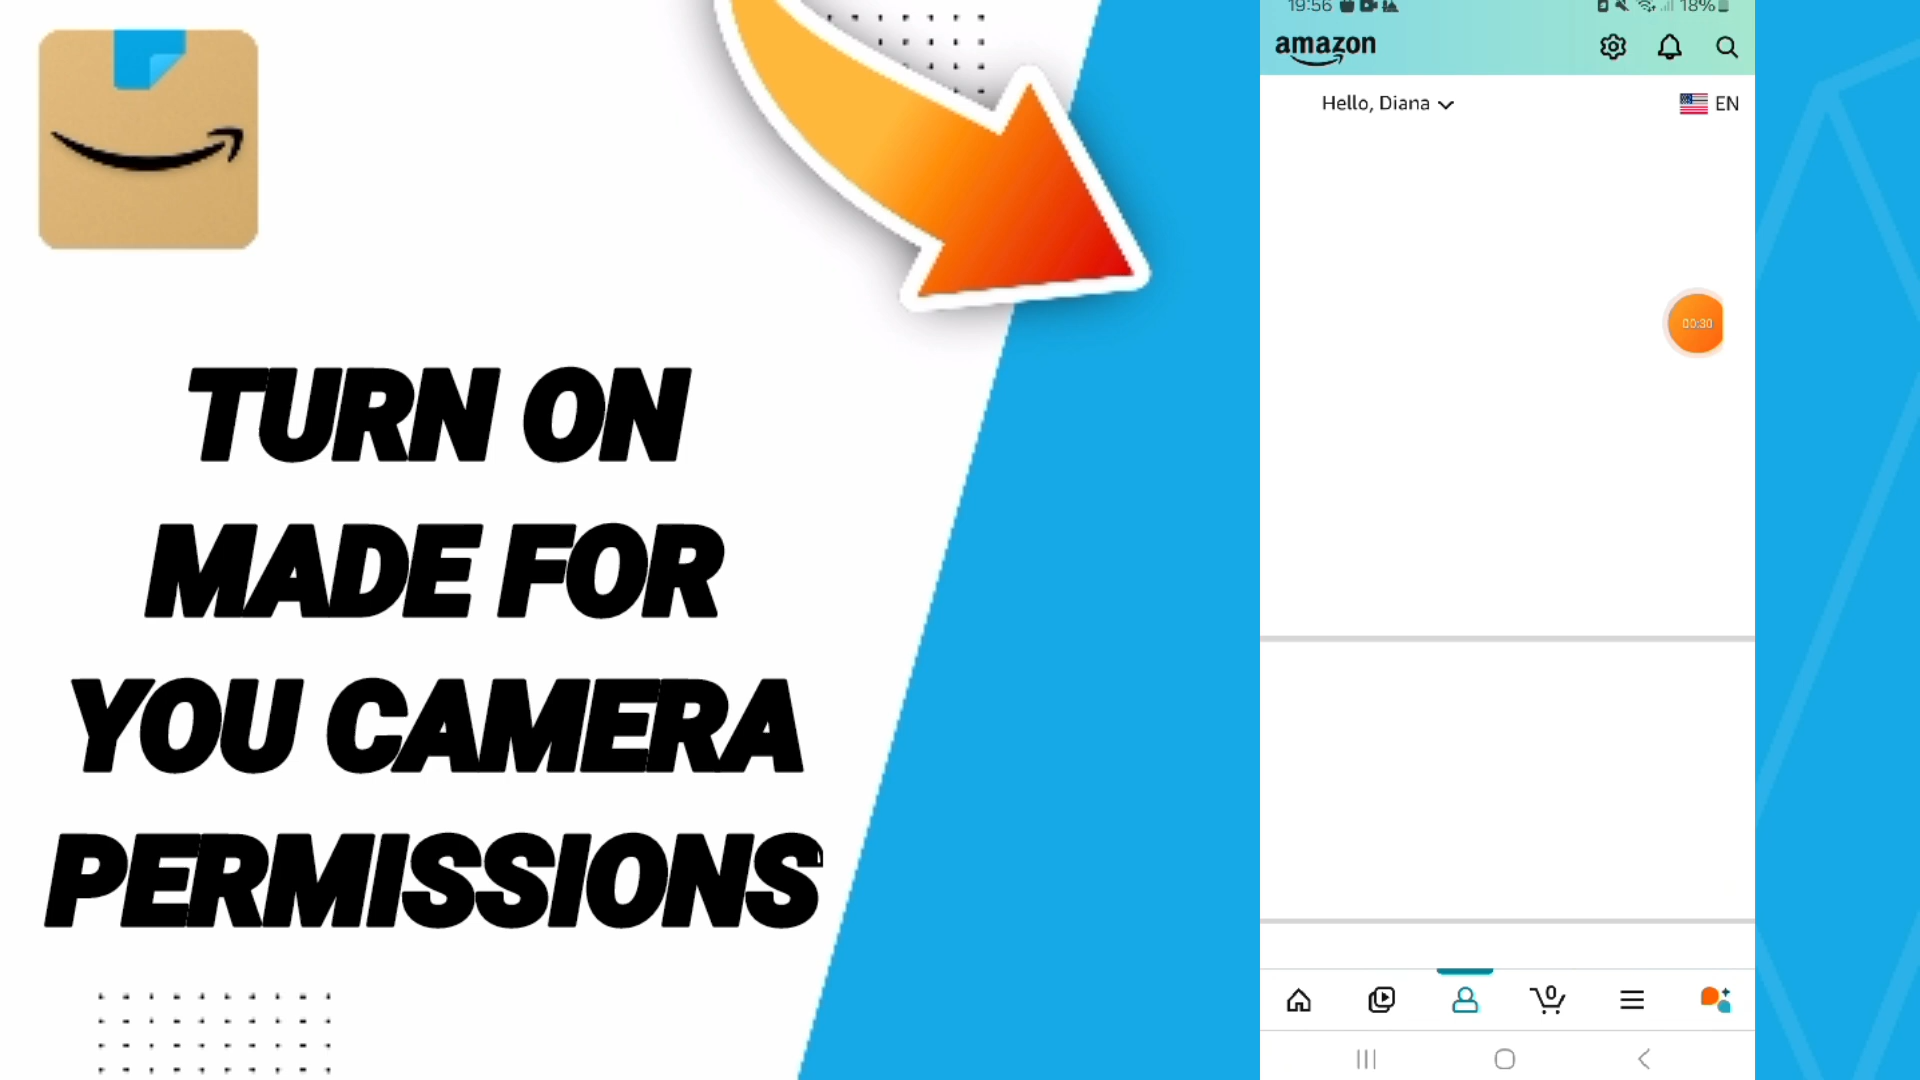 TURN ON
MADE FOR
YOU CAMERA
PERMISSIONS
19:56
18%
amazon
Hello, Diana
EN
00:30
0